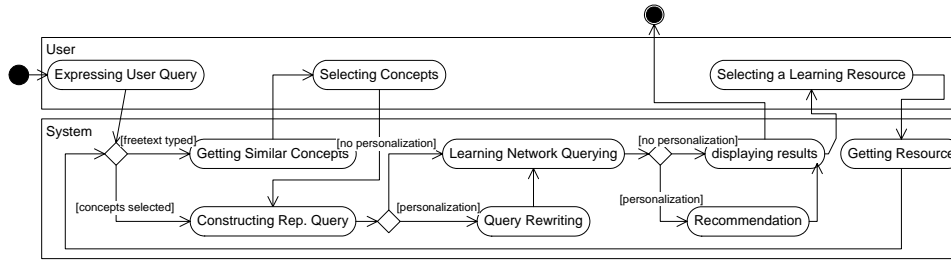 User
Expressing User Query
Selecting Concepts
Selecting a Learning Resource
System
[freetext typed]
[no personalization]
[no personalization]
Getting Similar Concepts
Learning Network Querying
displaying results
Getting Resource
[concepts selected]
[personalization]
[personalization]
Constructing Rep. Query
Query Rewriting
Recommendation